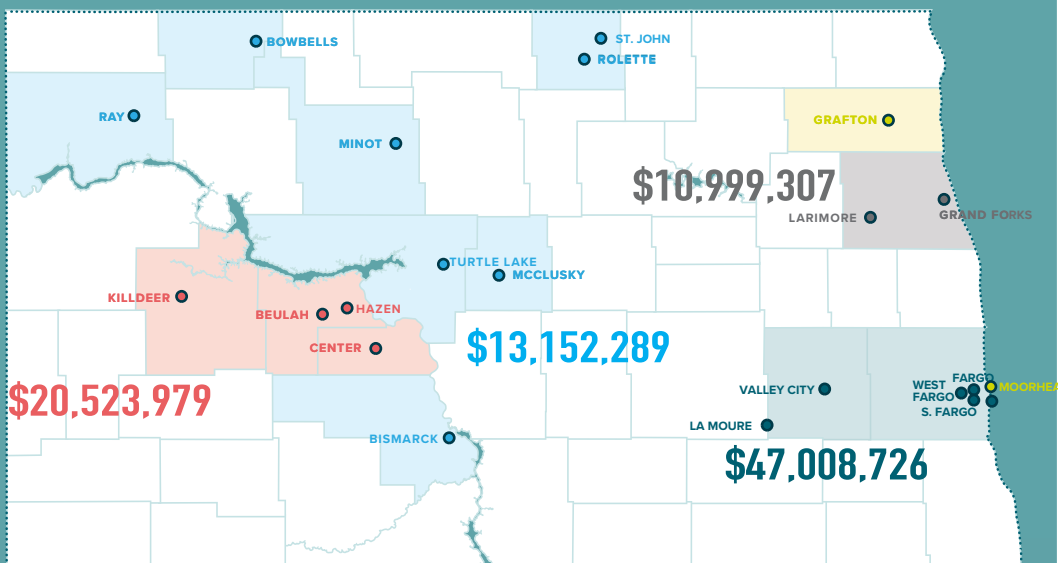 BOWBELLS
ST. JOHN
ROLETTE
RAY
GRAFTON
MINOT
$10,999,307
LARIMORE
GRAND FORKS
TURTLE LAKE
MCCLUSKY
KILLDEER
HAZEN
BEULAH
CENTER
$13,152,289
$20,523,979
FARGO
WEST
FARGO
MOORHEA
VALLEY CITY
S. FARGO
LA MOURE
BISMARCK
$47,008,726